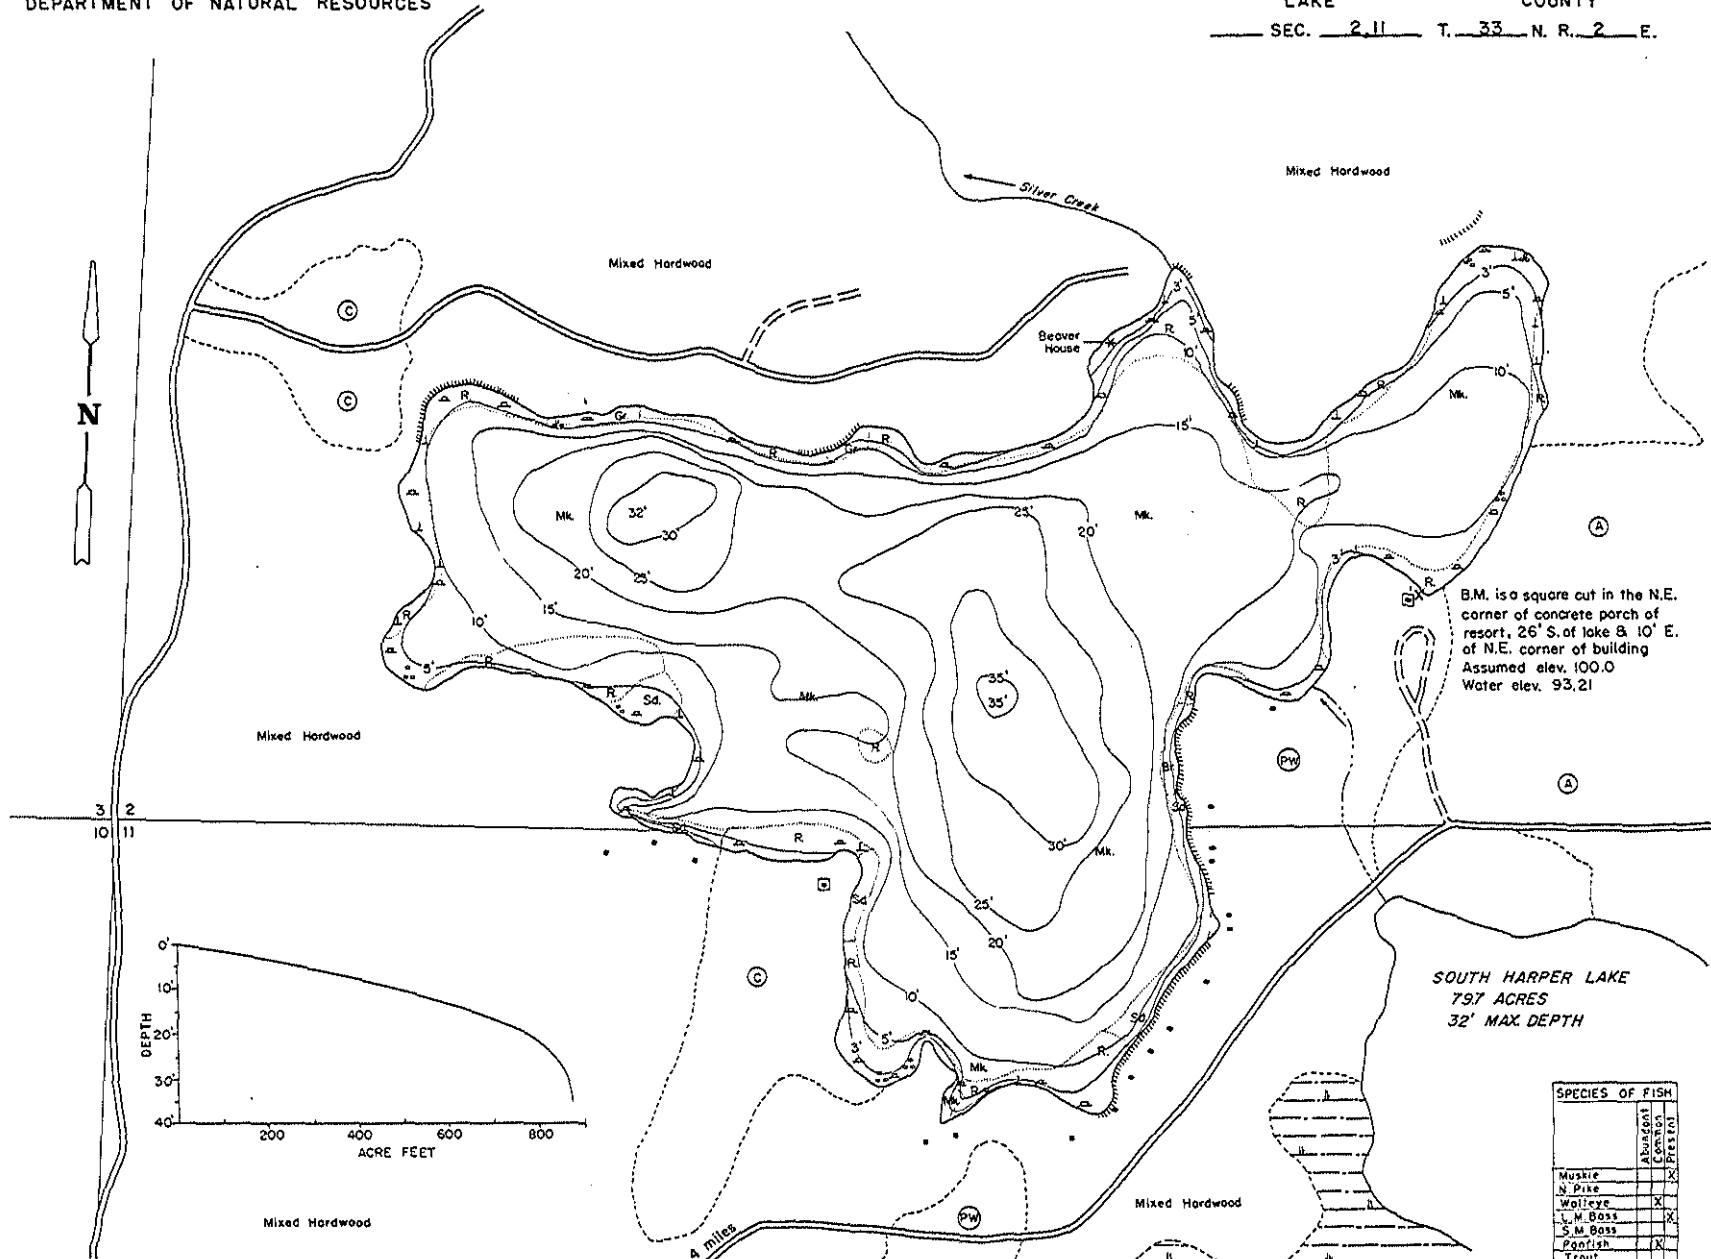 DEPARTMENT OF NATURAL RESOURCES
LAKE COUNTY
SEC. 2,11 T. 33 N. R. 2 E.
Mixed Hardwood
Silver Creek
Mixed Hardwood
C
3'
5'
R.
10'
3'
5'
Beaver House
N
C
R.
Gr.
R.
Gr.
R.
15'
10'
Mk.
R.
Mk.
32'
30'
25'
20'
Mk.
R.
A
20'
25'
15'
10'
R.
5'
R.
3'
R.
B.M. is a square cut in the N.E.
corner of concrete porch of
resort, 26' S. of lake & 10' E.
of N.E. corner of building
Assumed elev. 100.0
Water elev. 93.21
35'
35'
Mk.
R.
Sd.
R.
R.
Mixed Hardwood
PW
Br.
A
3 2
10 11
Sd.
Sd.
R.
30'
Mk.
Sd.
25'
20'
15'
R.
C
10'
Sd.
5'
R.
3'
Mk.
R.
Mk.
0'
10'
20'
30'
40'
DEPTH
200 400 600 800
ACRE FEET
SOUTH HARPER LAKE
79.7 ACRES
32' MAX. DEPTH
SPECIES OF FISH
Abundant
Common
Present
Muskie X
N. Pike
Walleye X
L.M. Bass X
S.M. Bass
Panfish X
Trout
Mixed Hardwood
PW
Mixed Hardwood
4 miles